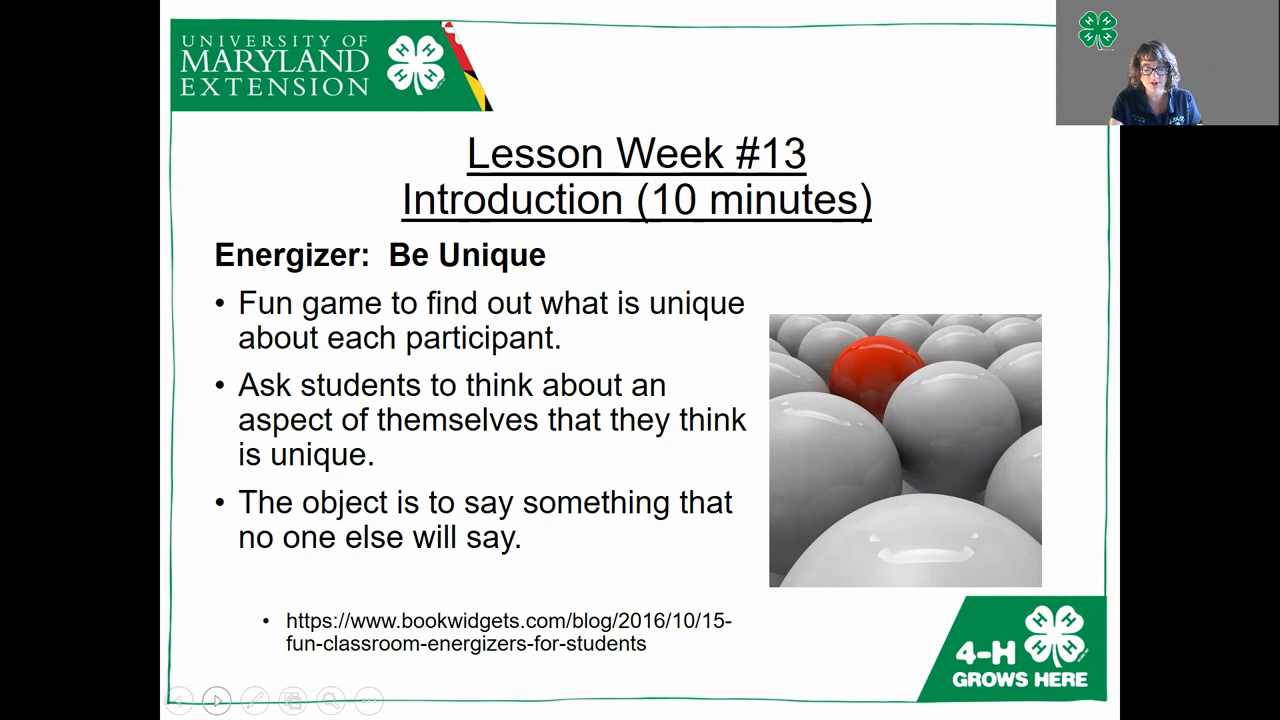 UNIVERSITY OF
MARYLAND
EXTENSION
H H
H H
Lesson Week #13
Introduction (10 minutes)
Energizer: Be Unique
• Fun game to find out what is unique
about each participant.
• Ask students to think about an
aspect of themselves that they think
is unique.
• The object is to say something that
no one else will say.
• https://www.bookwidgets.com/blog/2016/10/15-
fun-classroom-energizers-for-students
4-H
GROWS HERE
H H
H H